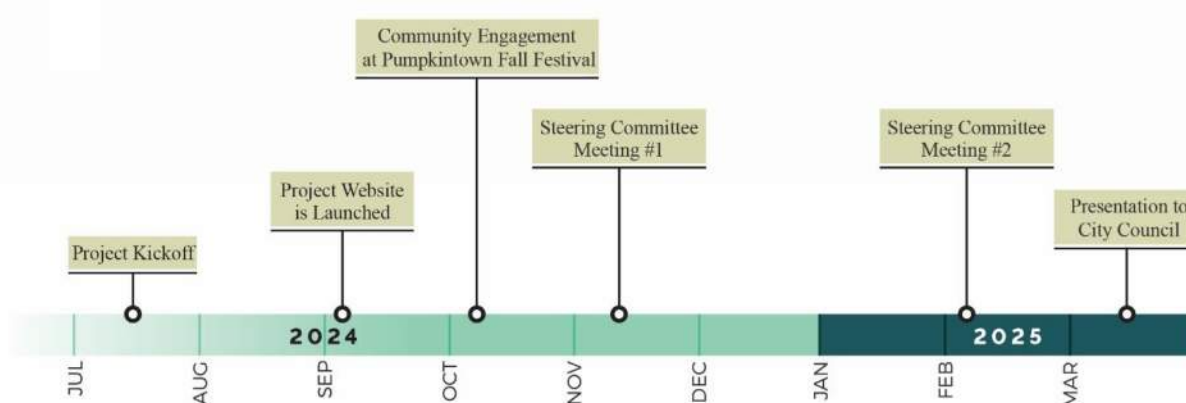 Community Engagement
at Pumpkintown Fall Festival
Steering Committee
Meeting #1
Steering Committee
Meeting #2
Project Website
is Launched
Presentation to
City Council
Project Kickoff
2024
2025
JUL
AUG
SEP
OCT
NOV
DEC
JAN
FEB
MAR